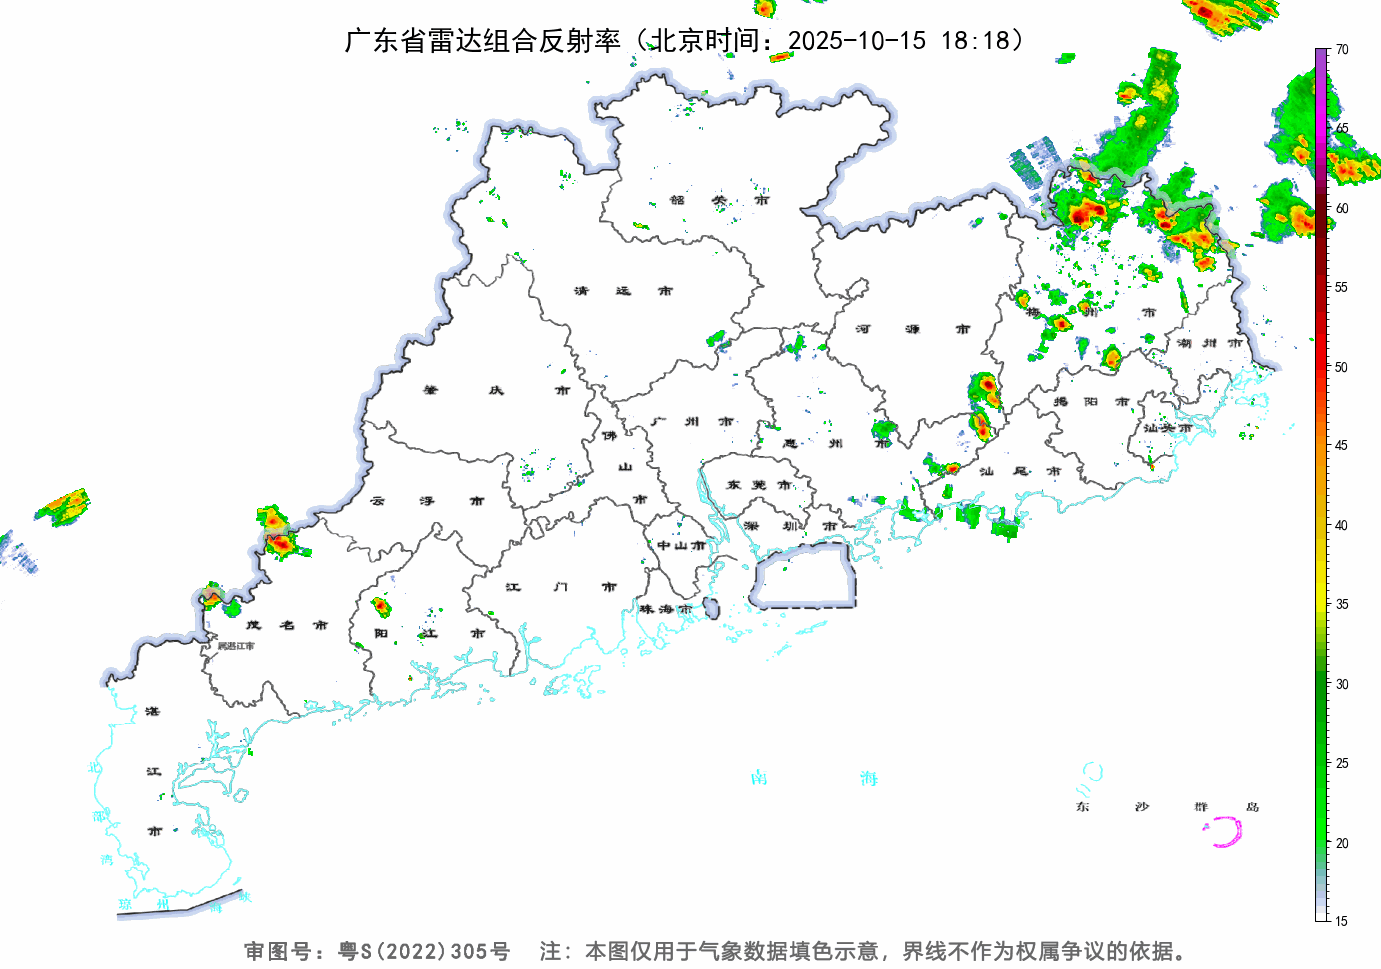 广东省雷达组合反射率（北京时间：2025-10-15 18:18）
70
65
60
55
50
45
40
35
30
25
20
15
韶关市
清远市
河源市
梅州市
潮州市
肇庆市
广州市
惠州市
揭阳市
汕头市
佛山市
云浮市
东莞市
汕尾市
深圳市
中山市
江门市
珠海市
茂名市
阳江市
属湛江市
湛江市
北部湾
琼州海峡
南海
东沙群岛
审图号：粤S(2022)305号 注：本图仅用于气象数据填色示意，界线不作为权属争议的依据。